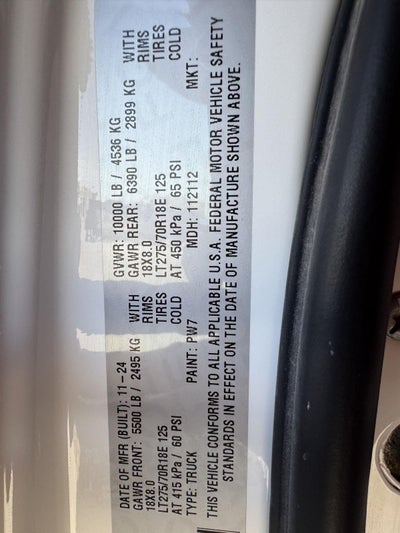 DATE OF MFR (BUILT): 11-24 GVWR: 10000 LB / 4536 KG
GAWR FRONT: 5500 LB / 2495 KG WITH GAWR REAR: 6390 LB / 2899 KG WITH
18X8.0 RIMS 18X8.0 RIMS
LT275/70R18E 125 TIRES LT275/70R18E 125 TIRES
AT 415 kPa / 60 PSI COLD AT 450 kPa / 65 PSI COLD
TYPE: TRUCK PAINT: PW7 MDH: 112112 MKT:
THIS VEHICLE CONFORMS TO ALL APPLICABLE U.S.A. FEDERAL MOTOR VEHICLE SAFETY
STANDARDS IN EFFECT ON THE DATE OF MANUFACTURE SHOWN ABOVE.